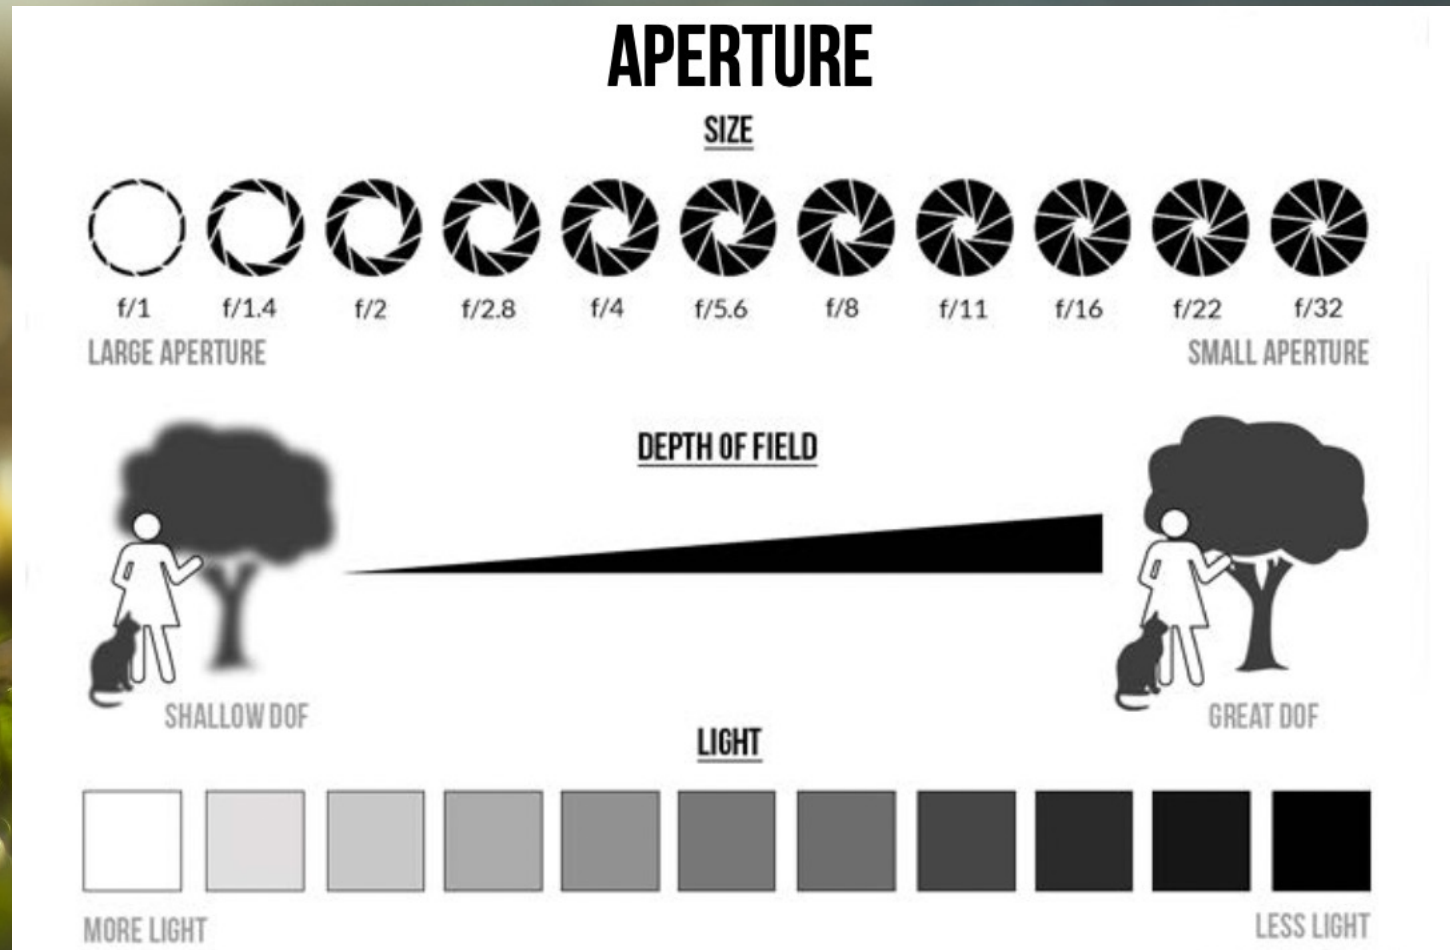 APERTURE
SIZE
f/1 f/1.4 f/2 f/2.8 f/4 f/5.6 f/8 f/11 f/16 f/22 f/32
LARGE APERTURE SMALL APERTURE
DEPTH OF FIELD
SHALLOW DOF GREAT DOF
LIGHT
MORE LIGHT LESS LIGHT